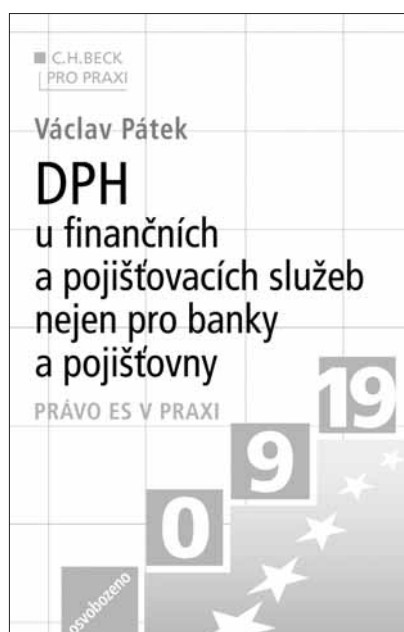 C.H.BECK
PRO PRAXI
Václav Pátek
DPH
u finančních
a pojišťovacích služeb
nejen pro banky
a pojišťovny
PRÁVO ES V PRAXI
19
9
0
osvobozeno